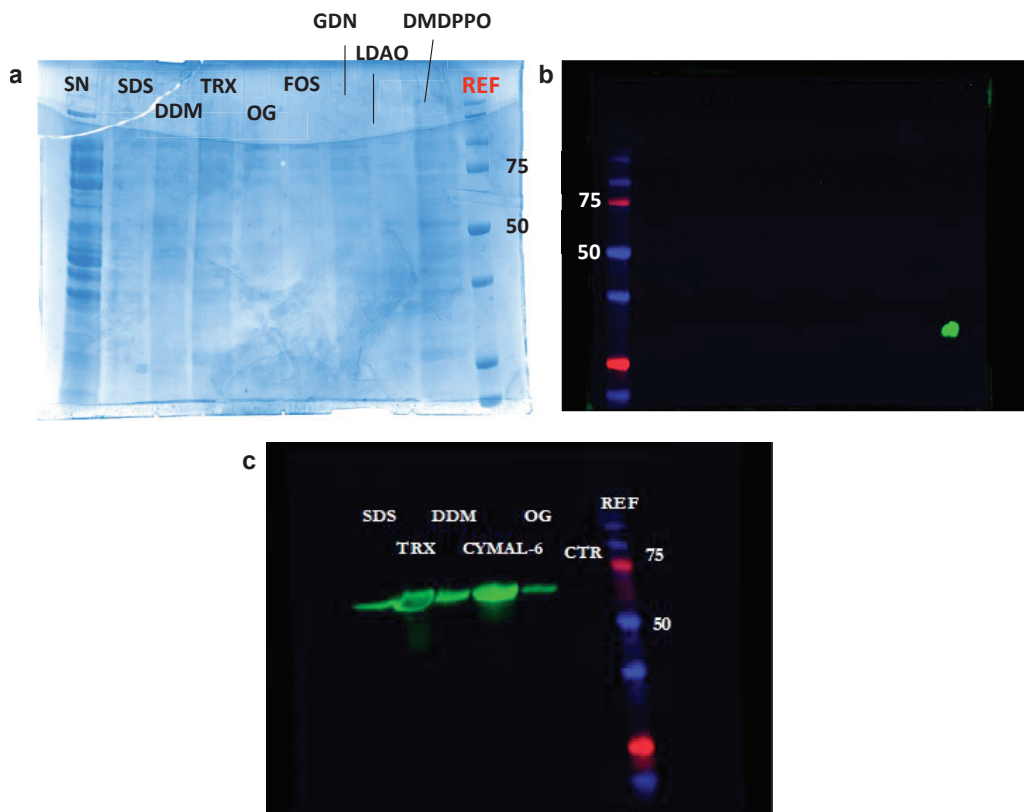 GDN DMDPPO
LDAO
a b
SN SDS TRX FOS REF
DDM OG
75
50
75
50
c
SDS DDM OG REF
TRX CYMAL-6 CTR 75
50